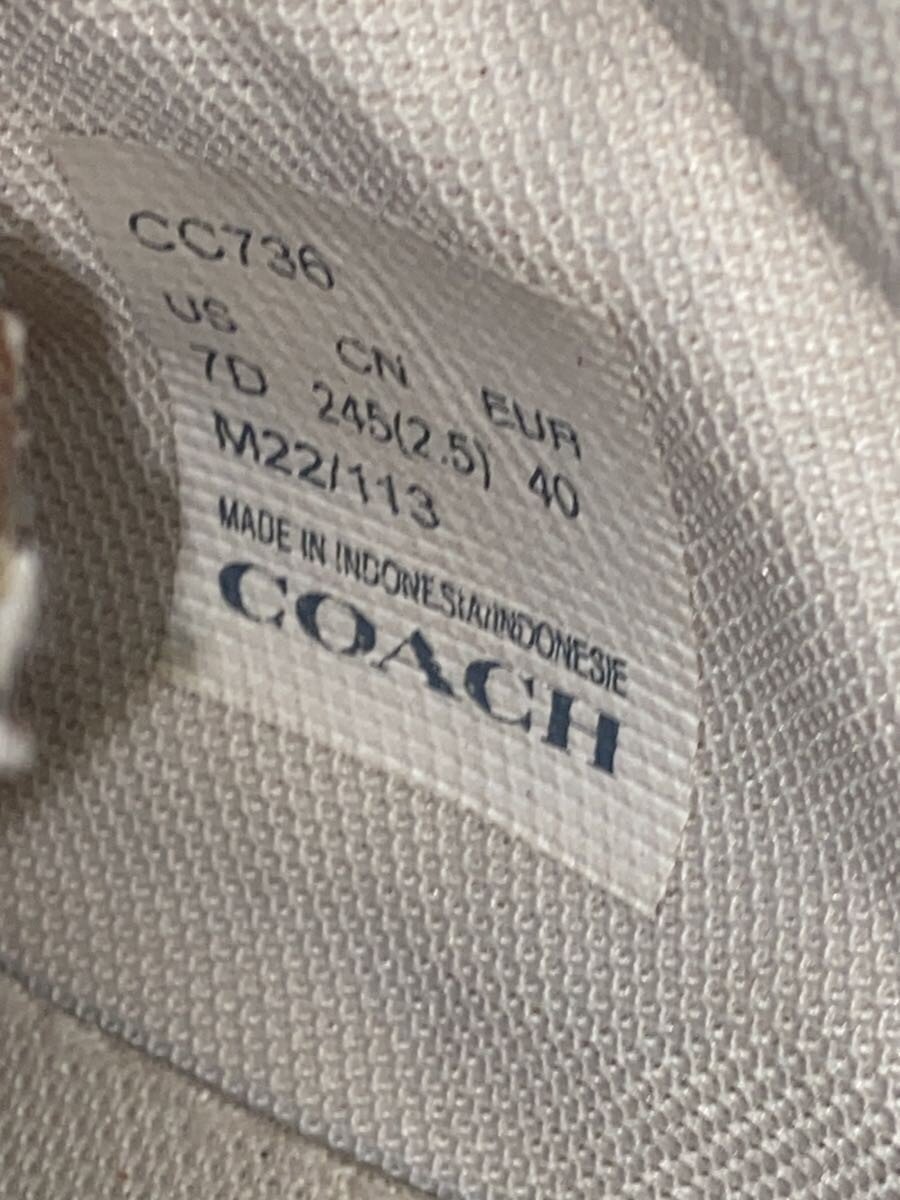 CC736
US CN EUR
7D 245(2.5) 40
M22/113
MADE IN INDONESIA/INDONESIE
COACH